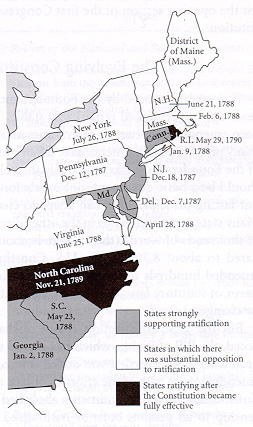 District
of Maine
(Mass.)
N.H.
June 21, 1788
Feb. 6, 1788
New York
July 26, 1788
Mass.
Conn.
R.I. May 29, 1790
Jan. 9, 1788
Pennsylvania
Dec. 12, 1787
N.J.
Dec. 18, 1787
Md.
Del. Dec. 7, 1787
April 28, 1788
Virginia
June 25, 1788
North Carolina
Nov. 21, 1789
S.C.
May 23,
1788
Georgia
Jan. 2, 1788
States strongly
supporting ratification
States in which there
was substantial opposition
to ratification
States ratifying after
the Constitution became
fully effective